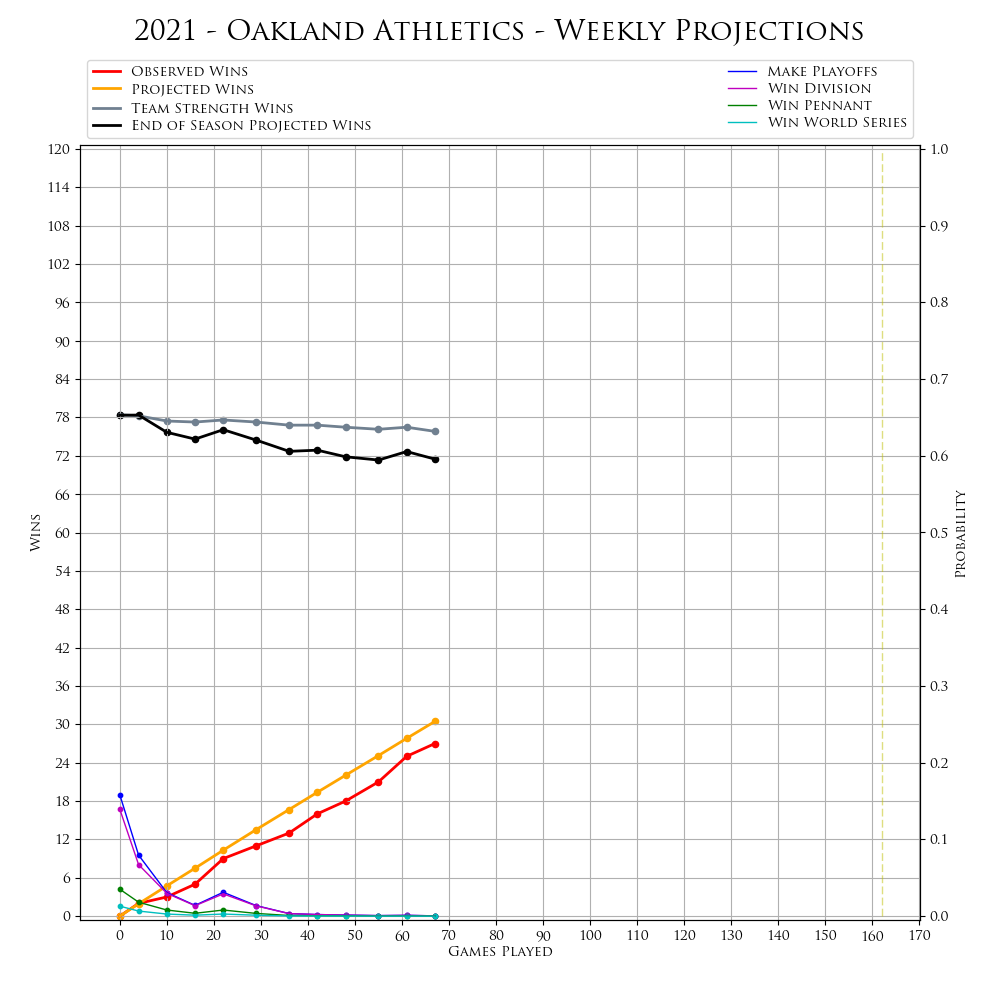 2021 - Oakland Athletics - Weekly Projections
Observed Wins
Projected Wins
Team Strength Wins
End of Season Projected Wins
Make Playoffs
Win Division
Win Pennant
Win World Series
120
114
108
102
96
90
84
78
72
66
60
54
48
42
36
30
24
18
12
6
0
Wins
1.0
0.9
0.8
0.7
0.6
0.5
0.4
0.3
0.2
0.1
0.0
Probability
0 10 20 30 40 50 60 70 80 90 100 110 120 130 140 150 160 170
Games Played